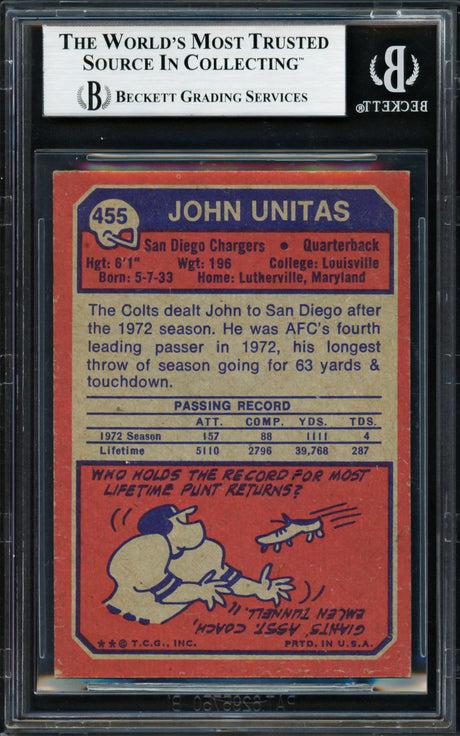 THE WORLD'S MOST TRUSTED
SOURCE IN COLLECTING™
B BECKETT GRADING SERVICES
B
BECKETT®
455
JOHN UNITAS
San Diego Chargers • Quarterback
Hgt: 6'1" Wgt: 196 College: Louisville
Born: 5-7-33 Home: Lutherville, Maryland
The Colts dealt John to San Diego after
the 1972 season. He was AFC's fourth
leading passer in 1972, his longest
throw of season going for 63 yards &
touchdown.
PASSING RECORD
ATT. COMP. YDS. TDS.
1972 Season 157 88 1111 4
Lifetime 5110 2796 39,768 287
WHO HOLDS THE RECORD FOR MOST
LIFETIME PUNT RETURNS?
GIANTS' ASST. COACH,
EMLEN TUNNELL.
**© T.C.G., INC. PRTD. IN U.S.A.